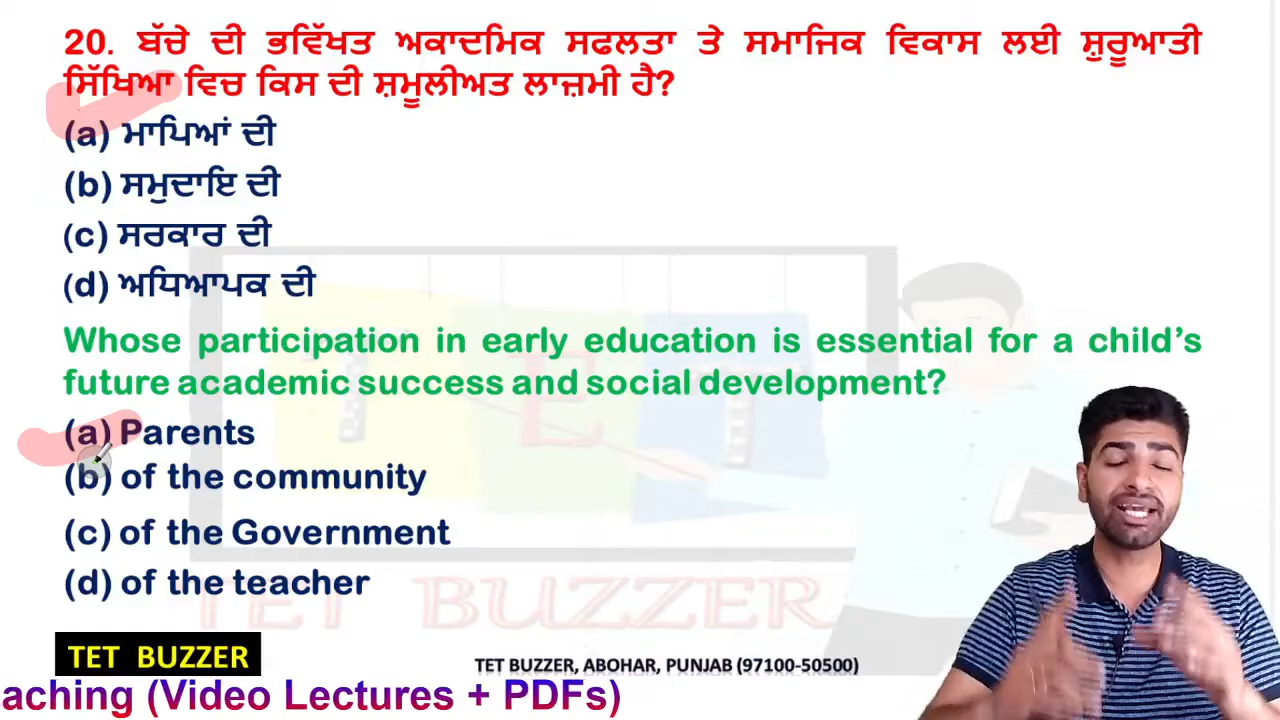 20. ਬੱਚੇ ਦੀ ਭਵਿੱਖਤ ਅਕਾਦਮਿਕ ਸਫਲਤਾ ਤੇ ਸਮਾਜਿਕ ਵਿਕਾਸ ਲਈ ਸ਼ੁਰੂਆਤੀ
ਸਿੱਖਿਆ ਵਿਚ ਕਿਸ ਦੀ ਸ਼ਮੂਲੀਅਤ ਲਾਜ਼ਮੀ ਹੈ?
(a) ਮਾਪਿਆਂ ਦੀ
(b) ਸਮੁਦਾਇ ਦੀ
(c) ਸਰਕਾਰ ਦੀ
(d) ਅਧਿਆਪਕ ਦੀ
Whose participation in early education is essential for a child’s
future academic success and social development?
(a) Parents
(b) of the community
(c) of the Government
(d) of the teacher
TET BUZZER
TET BUZZER
TET BUZZER, ABOHAR, PUNJAB (97100-50500)
aching (Video Lectures + PDFs)